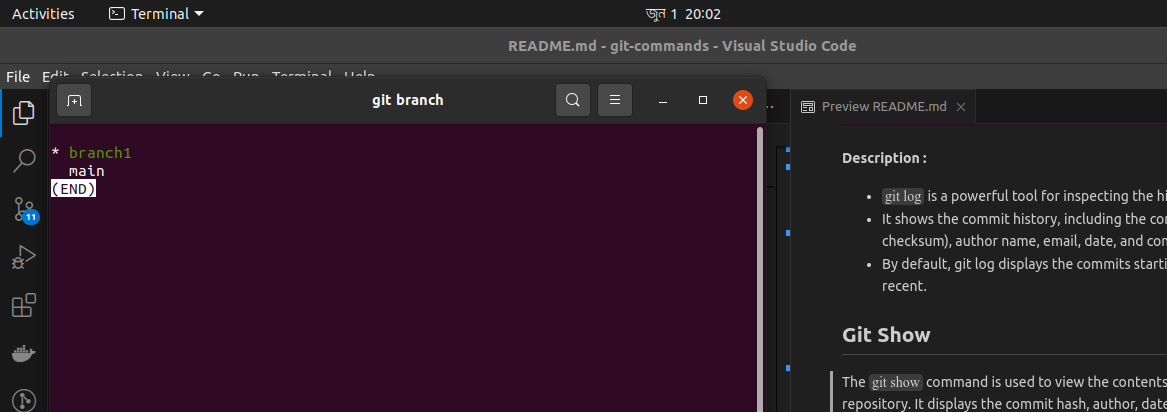 Activities
Terminal
জুন 1 20:02
README.md - git-commands - Visual Studio Code
File Edit Selection View Go Run Terminal Help
git branch
* branch1
main
(END)
11
Preview README.md
Description :
git log is a powerful tool for inspecting the hi
It shows the commit history, including the co
checksum), author name, email, date, and co
By default, git log displays the commits starti
recent.
Git Show
The git show command is used to view the contents
repository. It displays the commit hash, author, date